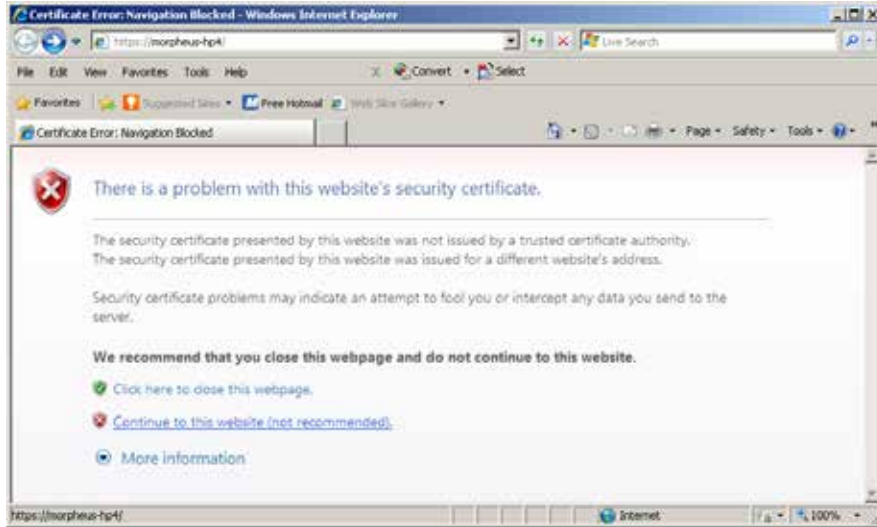 Certificate Error: Navigation Blocked - Windows Internet Explorer
https://morpheus-hp4/
Live Search
File Edit View Favorites Tools Help
Convert Select
Favorites Suggested Sites Free Hotmail Web Slice Gallery
Certificate Error: Navigation Blocked
Page Safety Tools
There is a problem with this website's security certificate.
The security certificate presented by this website was not issued by a trusted certificate authority.
The security certificate presented by this website was issued for a different website's address.
Security certificate problems may indicate an attempt to fool you or intercept any data you send to the
server.
We recommend that you close this webpage and do not continue to this website.
Click here to close this webpage.
Continue to this website (not recommended).
More information
https://morpheus-hp4/
Internet
100%